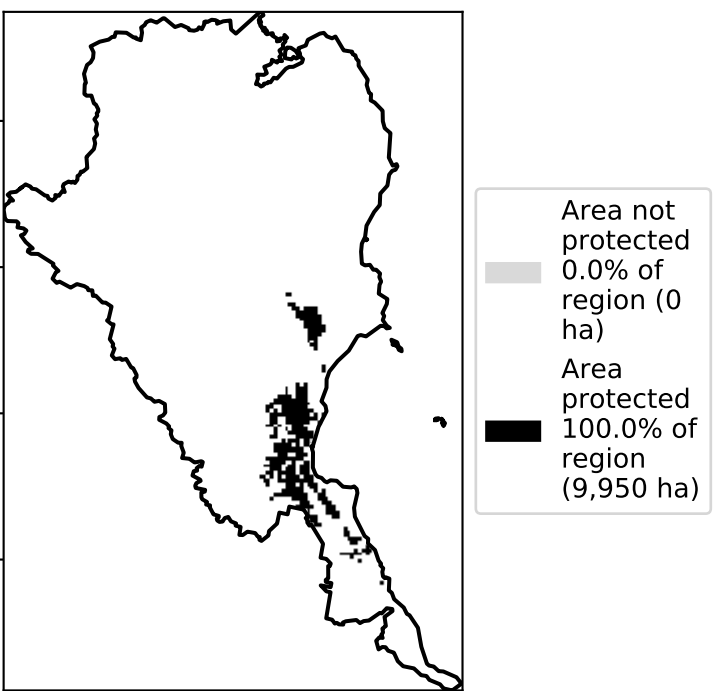 Area not
protected
0.0% of
region (0
ha)
Area
protected
100.0% of
region
(9,950 ha)